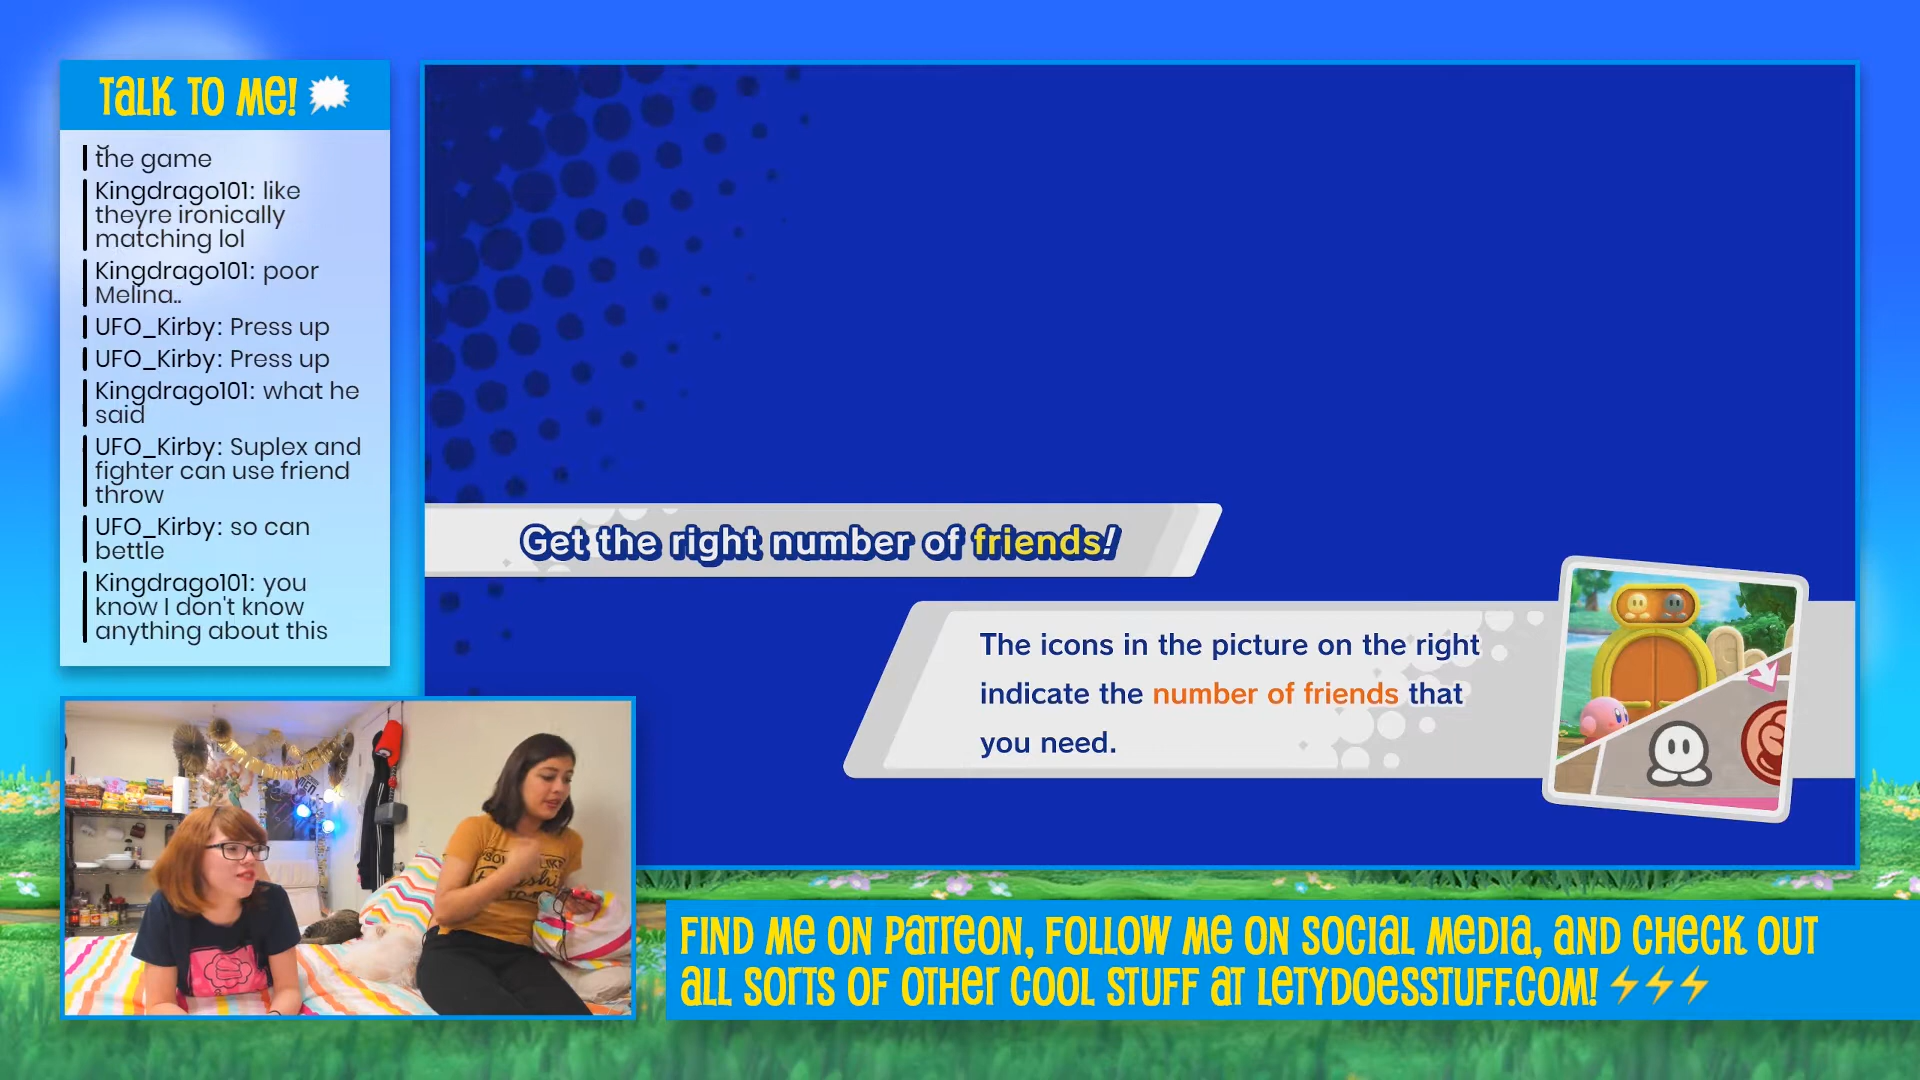 TALK TO ME!
the game
Kingdrago101: like
theyre ironically
matching lol
Kingdrago101: poor
Melina..
UFO_Kirby: Press up
UFO_Kirby: Press up
Kingdrago101: what he
said
UFO_Kirby: Suplex and
fighter can use friend
throw
UFO_Kirby: so can
bettle
Kingdrago101: you
know I don't know
anything about this
Get the right number of friends!
The icons in the picture on the right
indicate the number of friends that
you need.
FIND ME ON PATREON, FOLLOW ME ON SOCIAL MEDIA, AND CHECK OUT
ALL SORTS OF OTHER COOL STUFF AT LETYDOESSTUFF.COM!